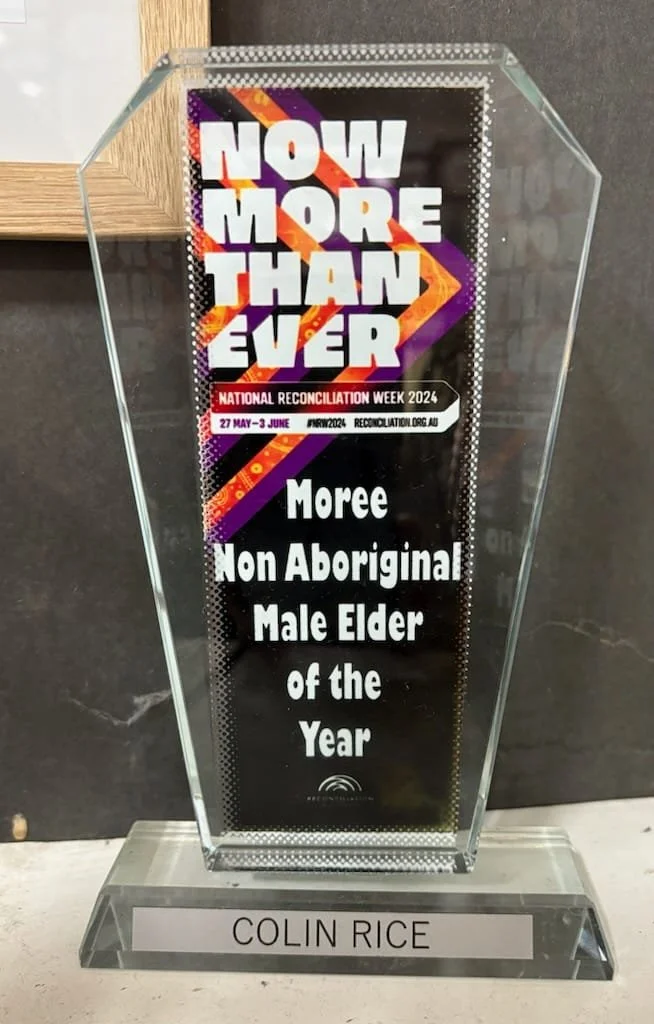 NOW
MORE
THAN
EVER
NATIONAL RECONCILIATION WEEK 2024
27 MAY–3 JUNE #NRW2024 RECONCILIATION.ORG.AU
Moree
Non Aboriginal
Male Elder
of the
Year
RECONCILIATION
COLIN RICE